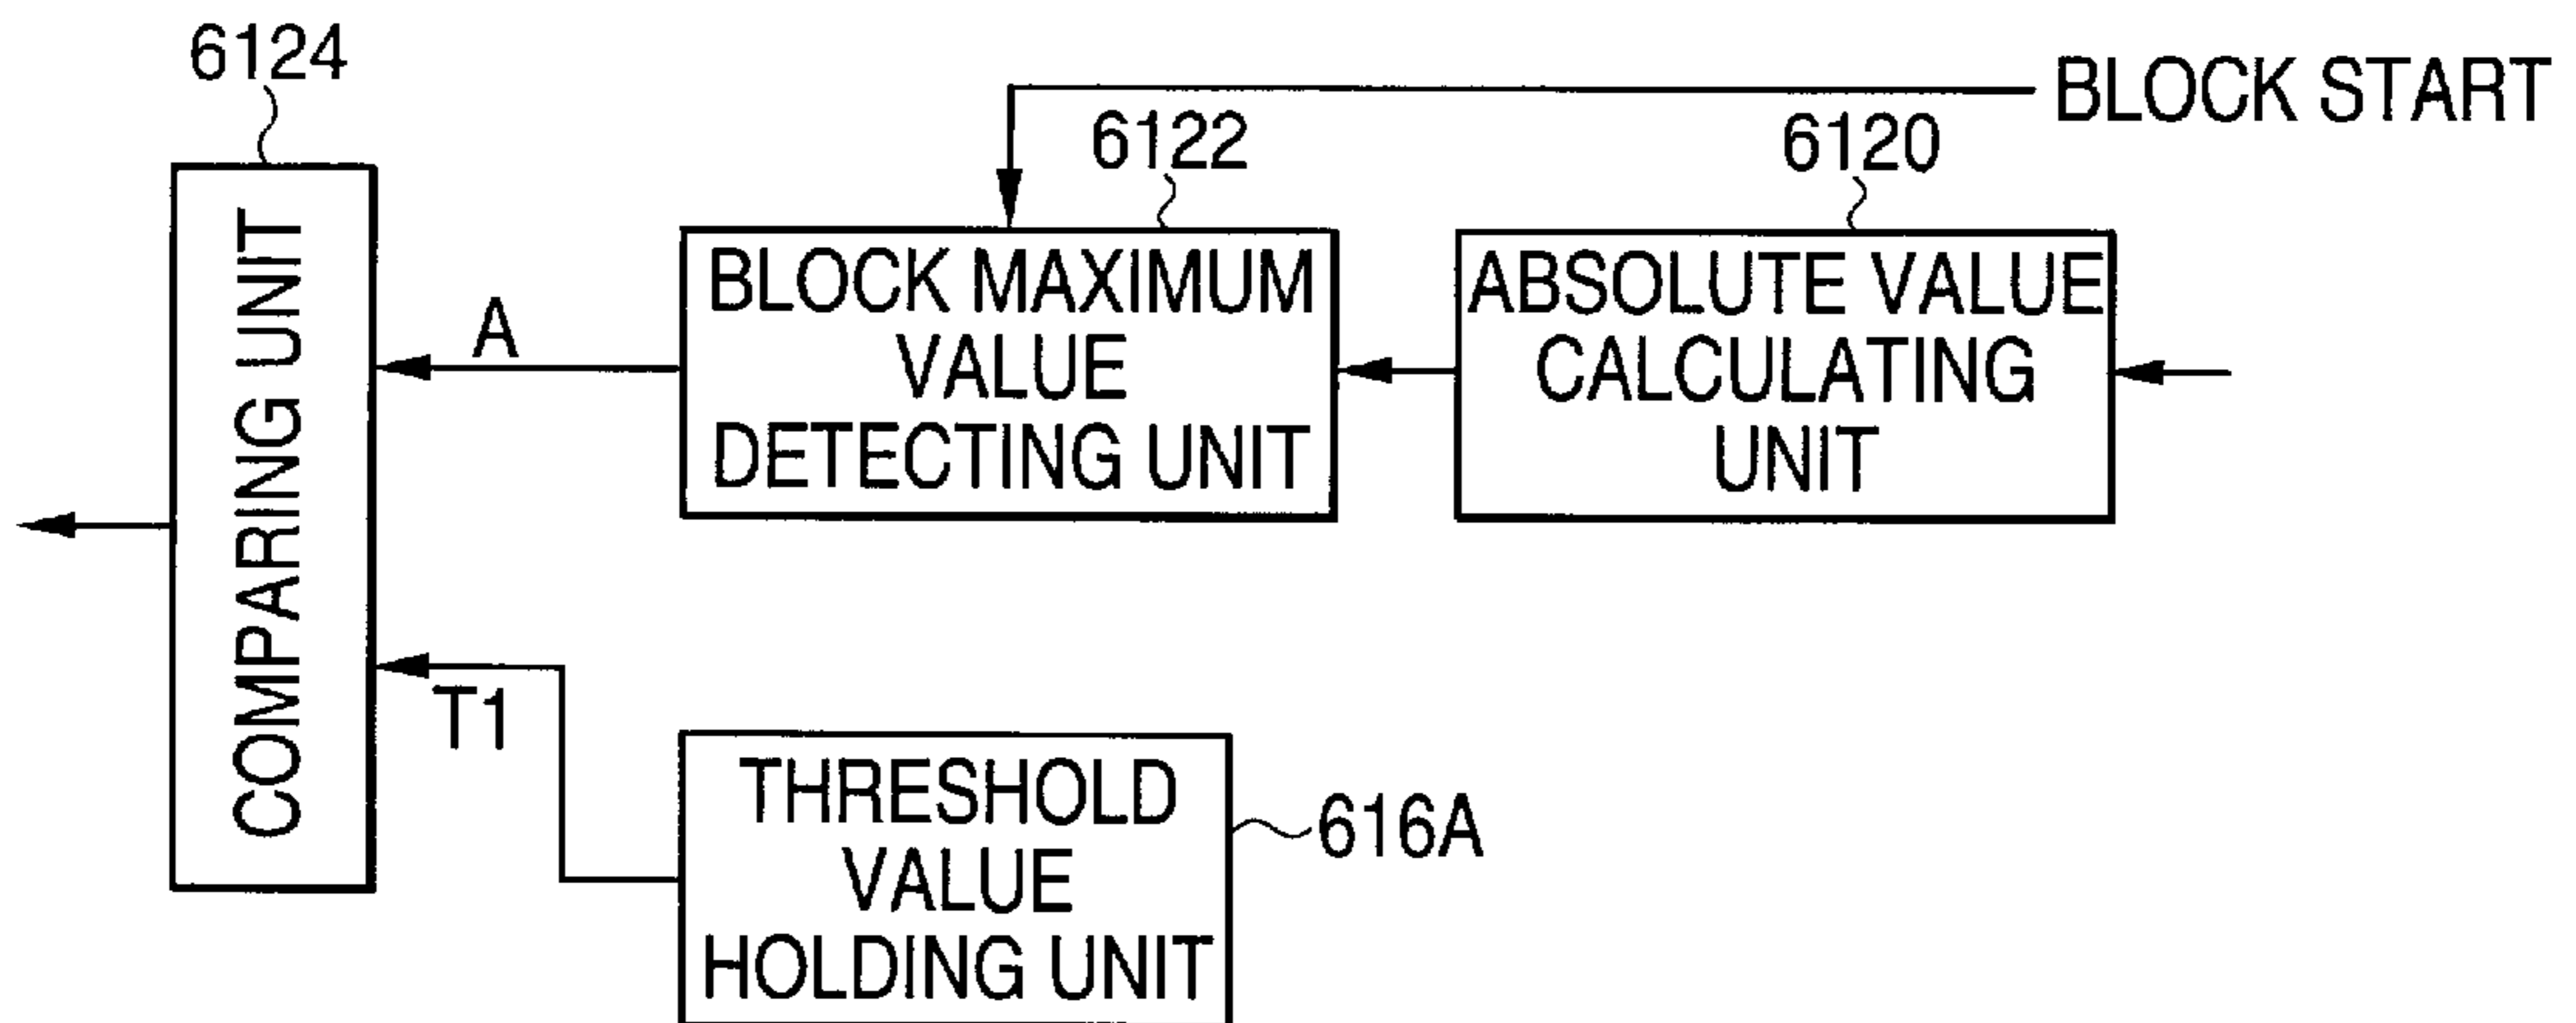 6124
BLOCK START
6122
6120
COMPARING UNIT
A
BLOCK MAXIMUM
VALUE
DETECTING UNIT
ABSOLUTE VALUE
CALCULATING
UNIT
T1
THRESHOLD
VALUE
HOLDING UNIT
616A